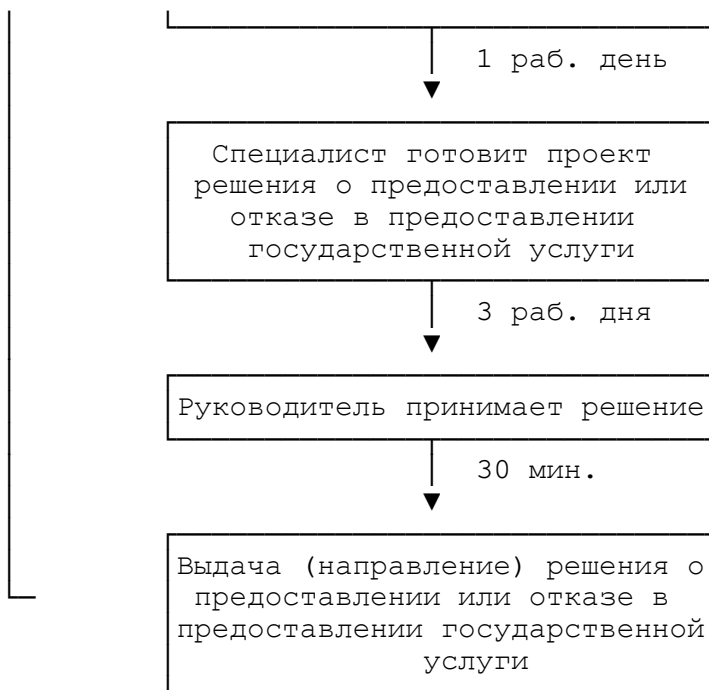 1 раб. день
Специалист готовит проект
решения о предоставлении или
отказе в предоставлении
государственной услуги
3 раб. дня
Руководитель принимает решение
30 мин.
Выдача (направление) решения о
предоставлении или отказе в
предоставлении государственной
услуги